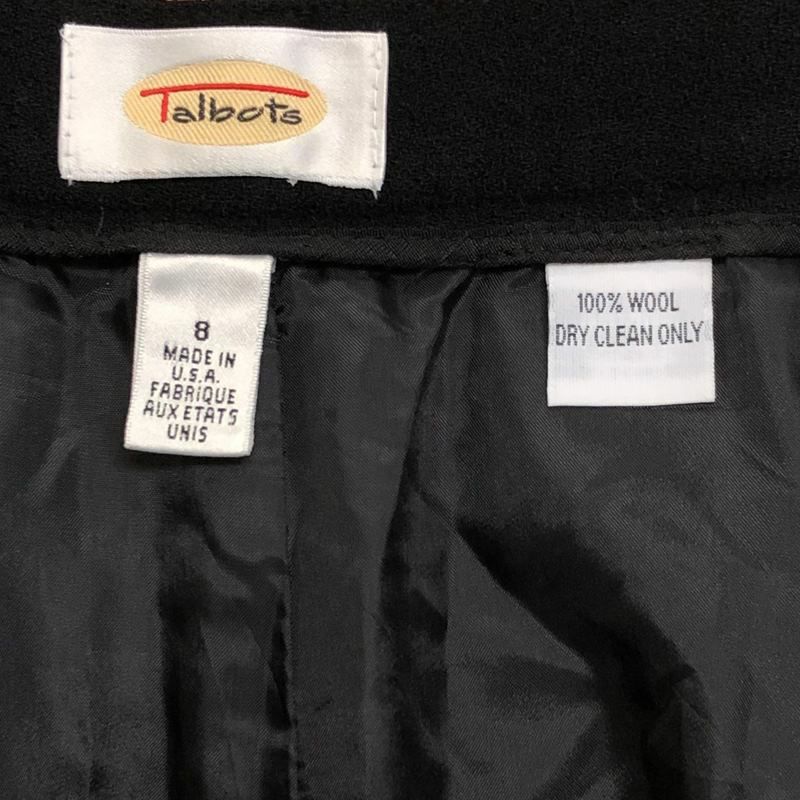 Talbots
8
MADE IN
U.S.A.
FABRIQUE
AUX ETATS
UNIS
100% WOOL
DRY CLEAN ONLY